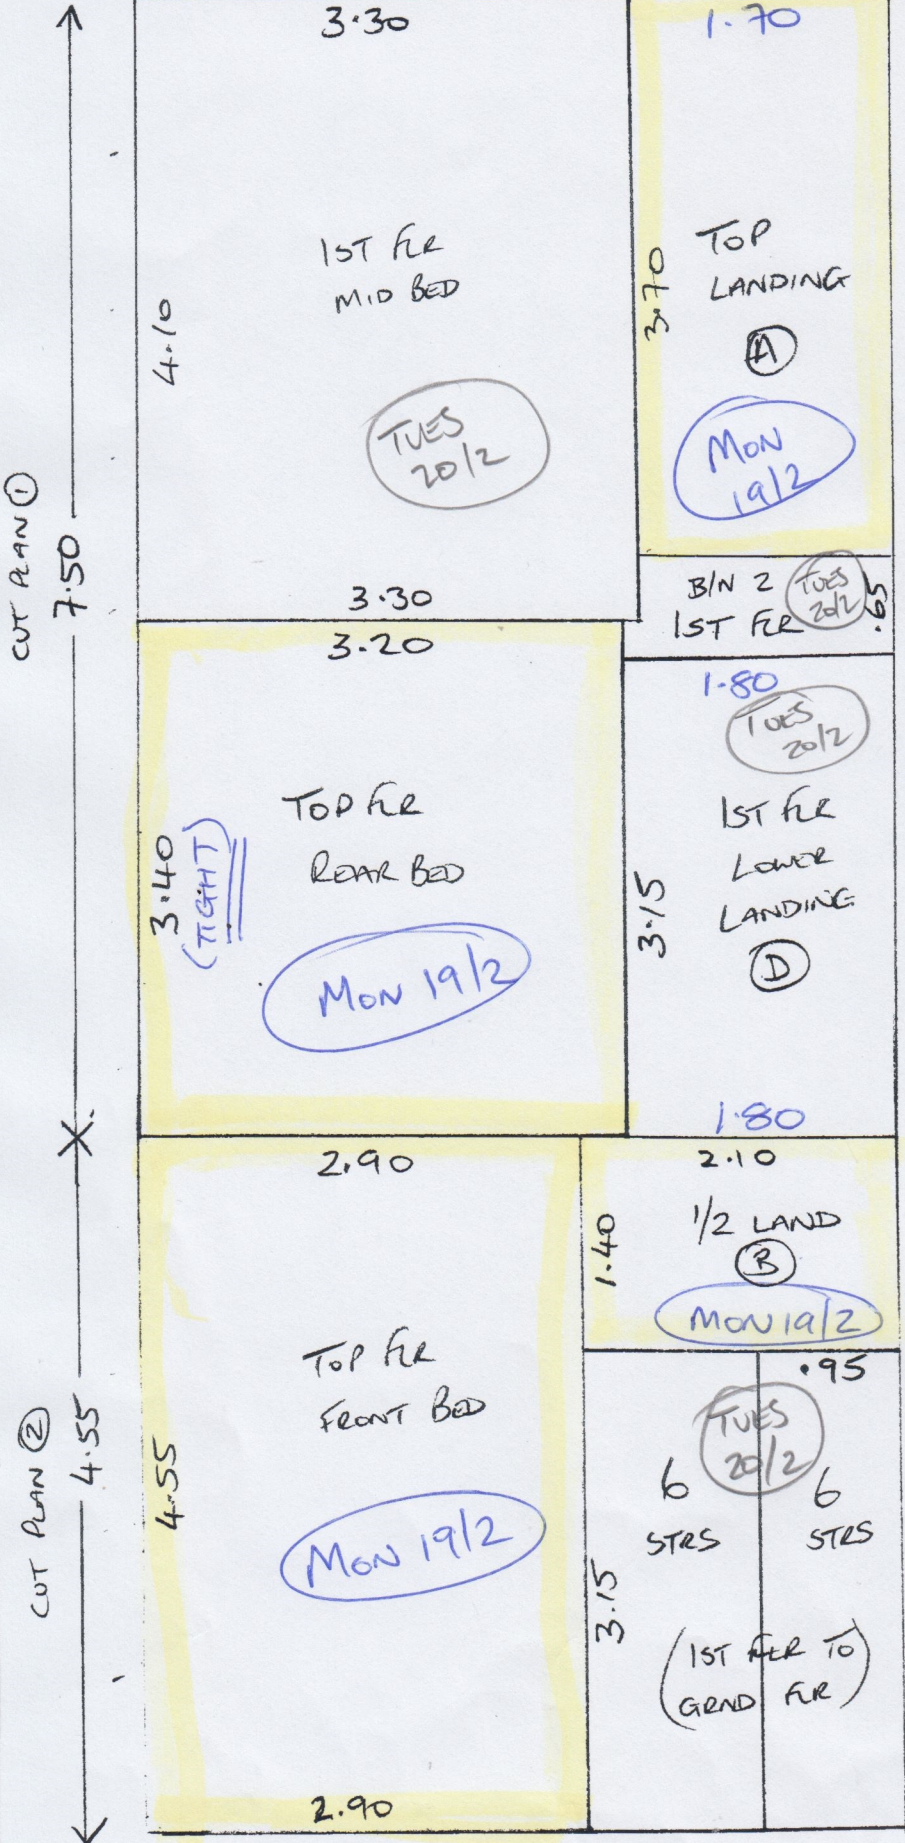 3.30
1ST FLR
MID BED
4.10
TUES
20/2
3.30
1.70
TOP
LANDING
3.70
A
MON
19/2
B/N 2
1ST FLR
TUES
20/2
.65
CUT PLAN 1
7.50
3.20
TOP FLR
REAR BED
3.40
(TIGHT)
MON 19/2
1.80
TUES
20/2
1ST FLR
LOWER
LANDING
D
3.15
1.80
2.90
TOP FLR
FRONT BED
4.55
MON 19/2
2.90
2.10
1/2 LAND
B
1.40
MON 19/2
.95
TUES
20/2
6
STRS
6
STRS
3.15
(1ST FLR TO
GRND FLR)
CUT PLAN 2
4.55